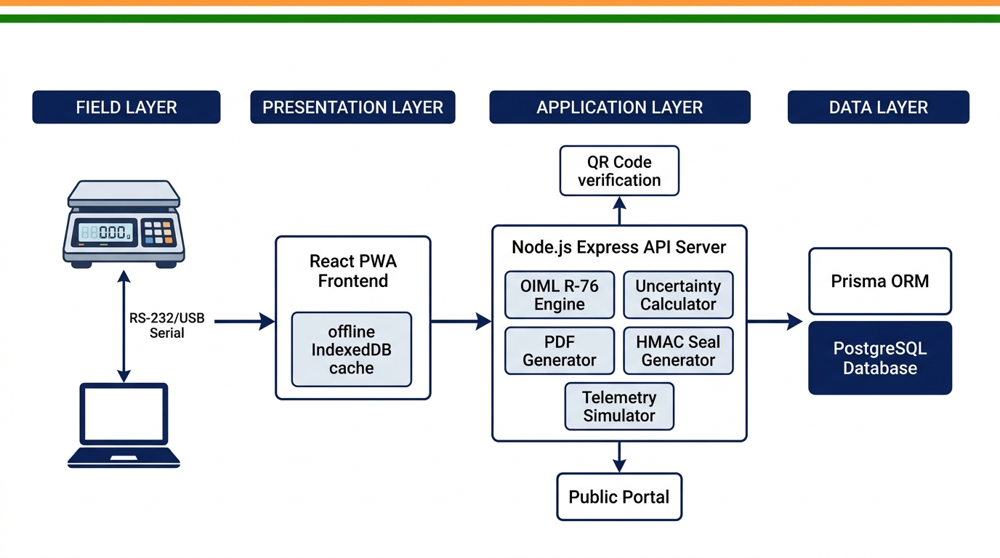 FIELD LAYER
PRESENTATION LAYER
APPLICATION LAYER
DATA LAYER
000g
RS-232/USB
Serial
React PWA
Frontend
offline
IndexedDB
cache
QR Code
verification
Node.js Express API Server
OIML R-76
Engine
Uncertainty
Calculator
PDF
Generator
HMAC Seal
Generator
Telemetry
Simulator
Public Portal
Prisma ORM
PostgreSQL
Database